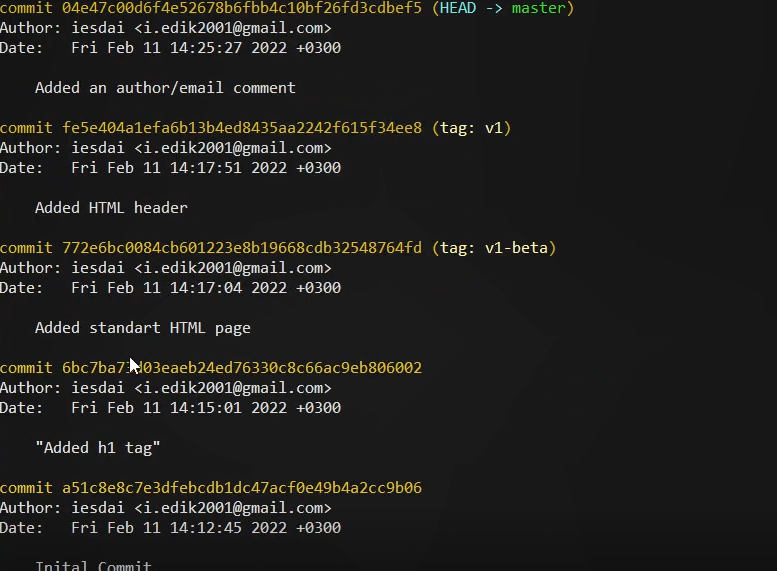 commit 04e47c00d6f4e52678b6fbb4c10bf26fd3cdbef5 (HEAD -> master)
Author: iesdai <i.edik2001@gmail.com>
Date:   Fri Feb 11 14:25:27 2022 +0300
Added an author/email comment
commit fe5e404a1efa6b13b4ed8435aa2242f615f34ee8 (tag: v1)
Author: iesdai <i.edik2001@gmail.com>
Date:   Fri Feb 11 14:17:51 2022 +0300
Added HTML header
commit 772e6bc0084cb601223e8b19668cdb32548764fd (tag: v1-beta)
Author: iesdai <i.edik2001@gmail.com>
Date:   Fri Feb 11 14:17:04 2022 +0300
Added standart HTML page
commit
Author: iesdai <i.edik2001@gmail.com>
Date:   Fri Feb 11 14:15:01 2022 +0300
"Added h1 tag"
commit a51c8e8c7e3dfebcdb1dc47acf0e49b4a2cc9b06
Author: iesdai <i.edik2001@gmail.com>
Date:   Fri Feb 11 14:12:45 2022 +0300
Inital Commit